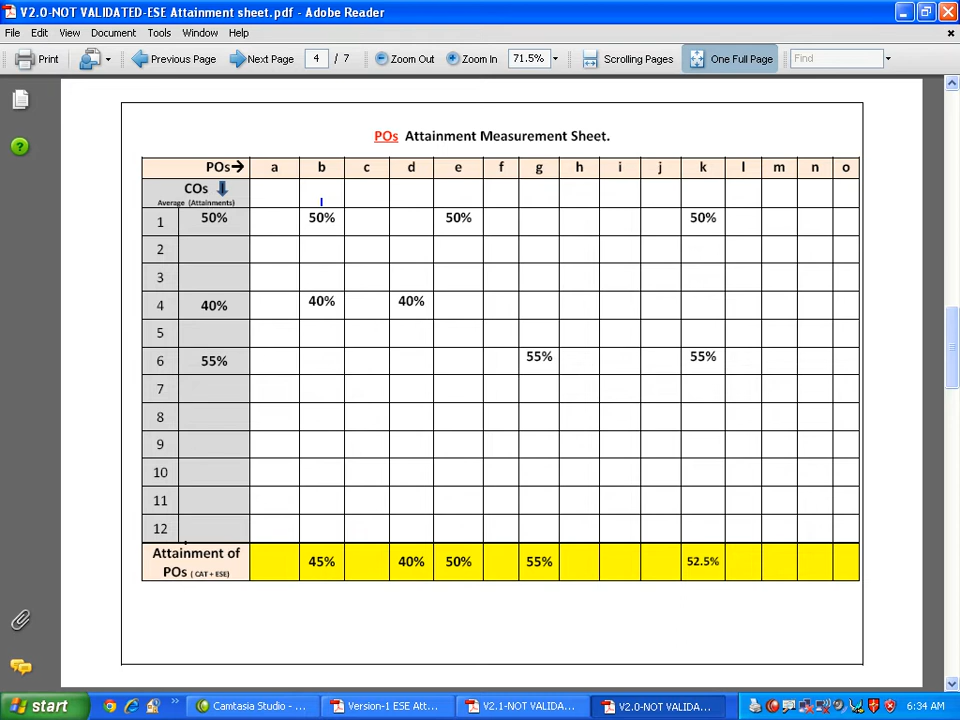 V2.0-NOT VALIDATED-ESE Attainment sheet.pdf - Adobe Reader
File Edit View Document Tools Window Help
Print Previous Page Next Page 4 / 7 Zoom Out Zoom In 71.5% Scrolling Pages One Full Page Find
POs Attainment Measurement Sheet.
POs→ a b c d e f g h i j k l m n o
COs
Average (Attainments)
1 50% 50% 50% 50%
2
3
4 40% 40% 40%
5
6 55% 55% 55%
7
8
9
10
11
12
Attainment of
POs ( CAT + ESE) 45% 40% 50% 55% 52.5%
start Camtasia Studio - ... Version-1 ESE Att... V2.1-NOT VALIDA... V2.0-NOT VALIDA... 6:34 AM